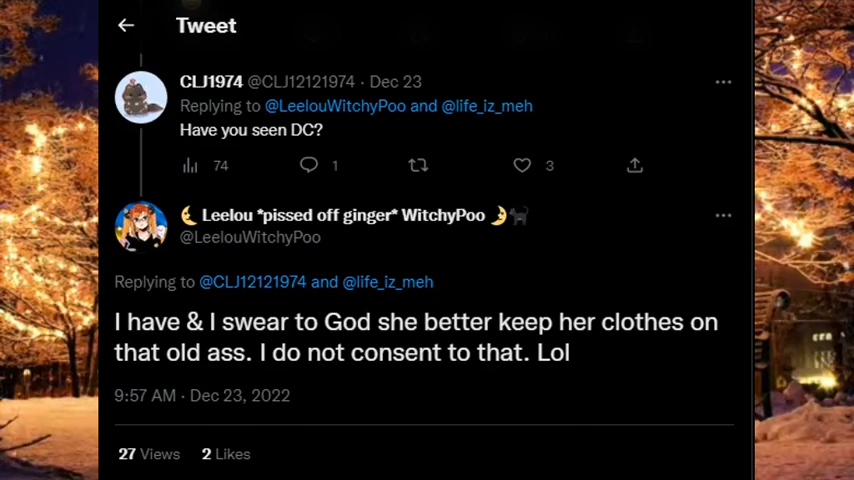 Tweet
CLJ1974 @CLJ12121974 · Dec 23
Replying to @LeelouWitchyPoo and @life_iz_meh
Have you seen DC?
74 1 3
Leelou *pissed off ginger* WitchyPoo
@LeelouWitchyPoo
Replying to @CLJ12121974 and @life_iz_meh
I have & I swear to God she better keep her clothes on
that old ass. I do not consent to that. Lol
9:57 AM · Dec 23, 2022
27 Views 2 Likes